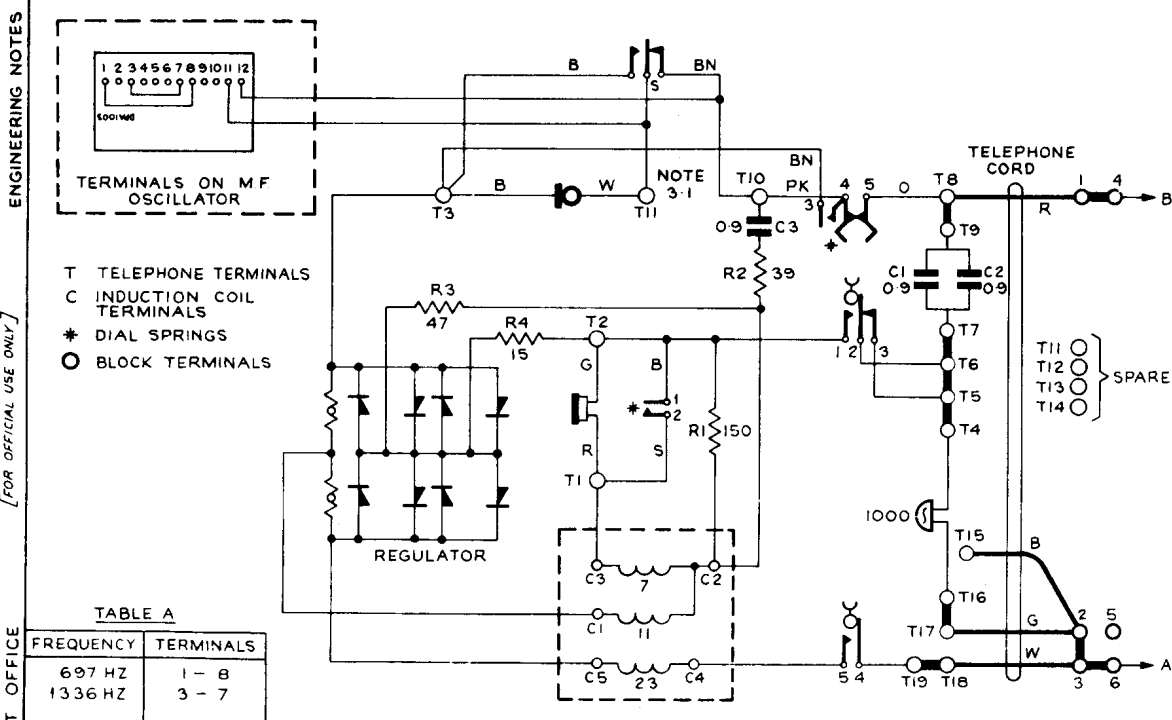 ENGINEERING NOTES
[FOR OFFICIAL USE ONLY]
OFFICE
1 2 3 4 5 6 7 8 9 10 11 12
TERMINALS ON M.F.
OSCILLATOR
T TELEPHONE TERMINALS
C INDUCTION COIL
TERMINALS
* DIAL SPRINGS
O BLOCK TERMINALS
B
S
BN
BN
T3
B
W
T11
NOTE
3·1
T10
PK
3
4
5
O
T8
TELEPHONE
CORD
R
1
4
B
0·9
C3
R2
39
*
T9
C1
0·9
C2
0·9
R3
47
R4
15
T2
1 2 3
T7
T6
T5
T4
T11
T12
T13
T14
SPARE
G
B
* 1
2
R1
150
R
S
T1
REGULATOR
1000
T15
B
C3
7
C2
C1
11
C5
23
C4
5 4
T16
T17
G
2
5
T19
T18
W
3
6
A
TABLE A
FREQUENCY TERMINALS
697 HZ 1 - 8
1336 HZ 3 - 7